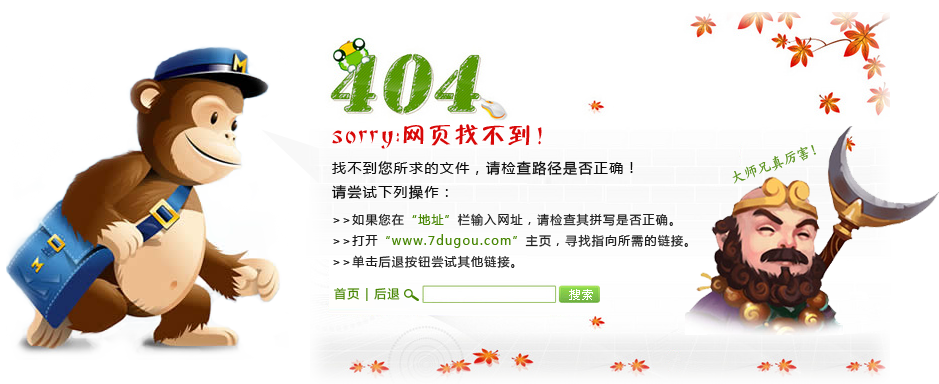 M
404
sorry:网页找不到!
找不到您所求的文件，请检查路径是否正确！
大师兄真厉害!
请尝试下列操作：
>>如果您在“地址”栏输入网址，请检查其拼写是否正确。
>>打开“www.7dugou.com”主页，寻找指向所需的链接。
>>单击后退按钮尝试其他链接。
M
首页 | 后退
搜索